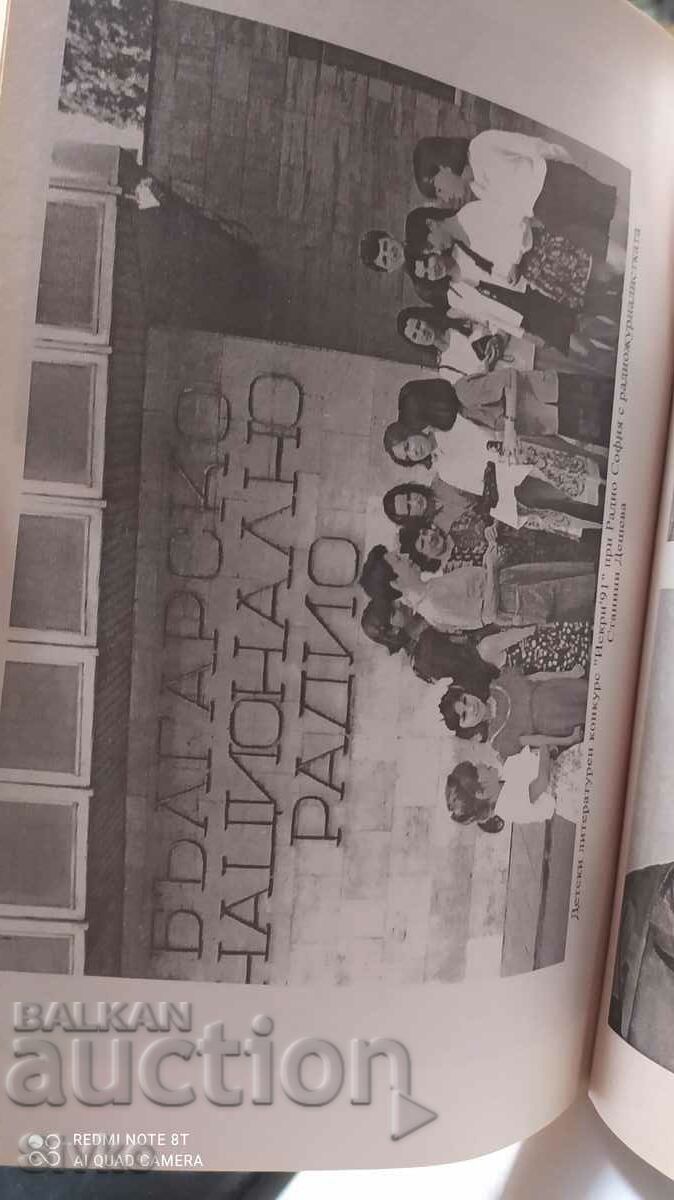 БЪЛГАРСКО
НАЦИОНАЛНО
РАДИО
Детски литературен конкурс "Искри'91" при Радио София с радиожурналистката
Станини Дешева
BALKAN
auction
REDMI NOTE 8T
AI QUAD CAMERA